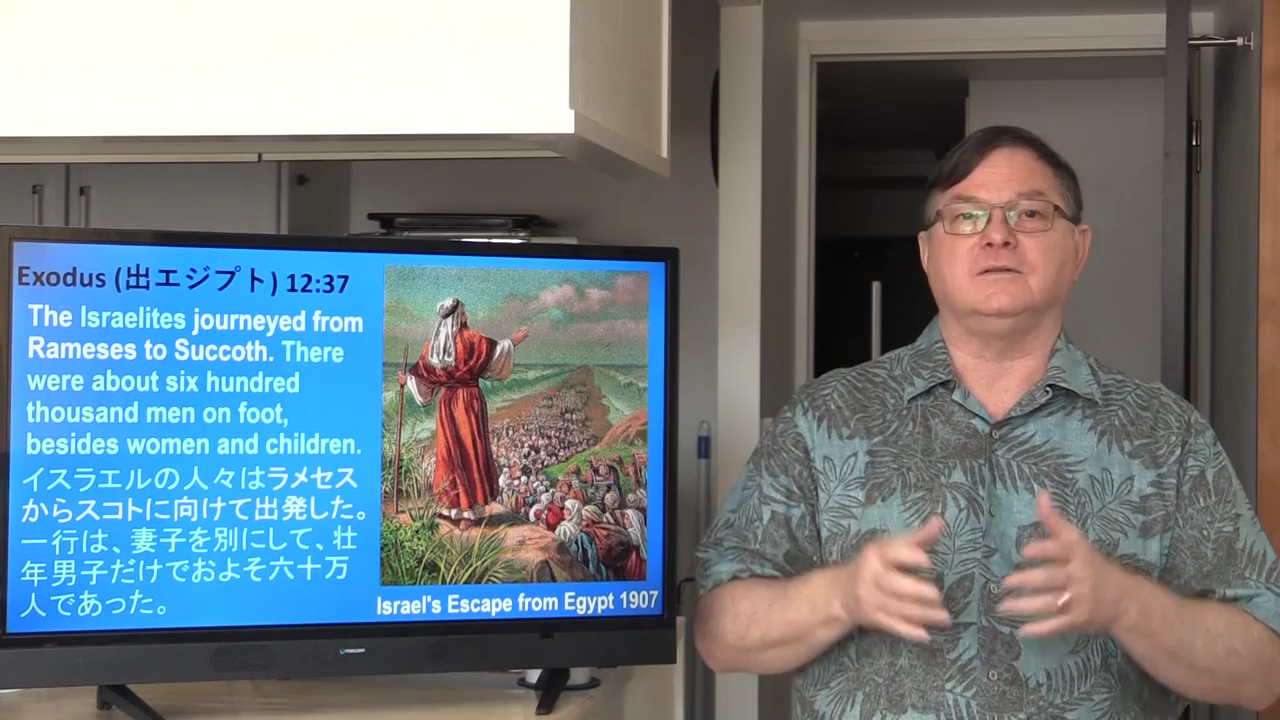 Exodus (出エジプト) 12:37
The Israelites journeyed from
Rameses to Succoth. There
were about six hundred
thousand men on foot,
besides women and children.
イスラエルの人々はラメセス
からスコトに向けて出発した。
一行は、妻子を別にして、壮
年男子だけでおよそ六十万
人であった。
Israel's Escape from Egypt 1907